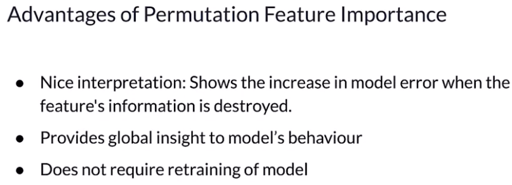 Advantages of Permutation Feature Importance
● Nice interpretation: Shows the increase in model error when the
feature's information is destroyed.
● Provides global insight to model’s behaviour
● Does not require retraining of model